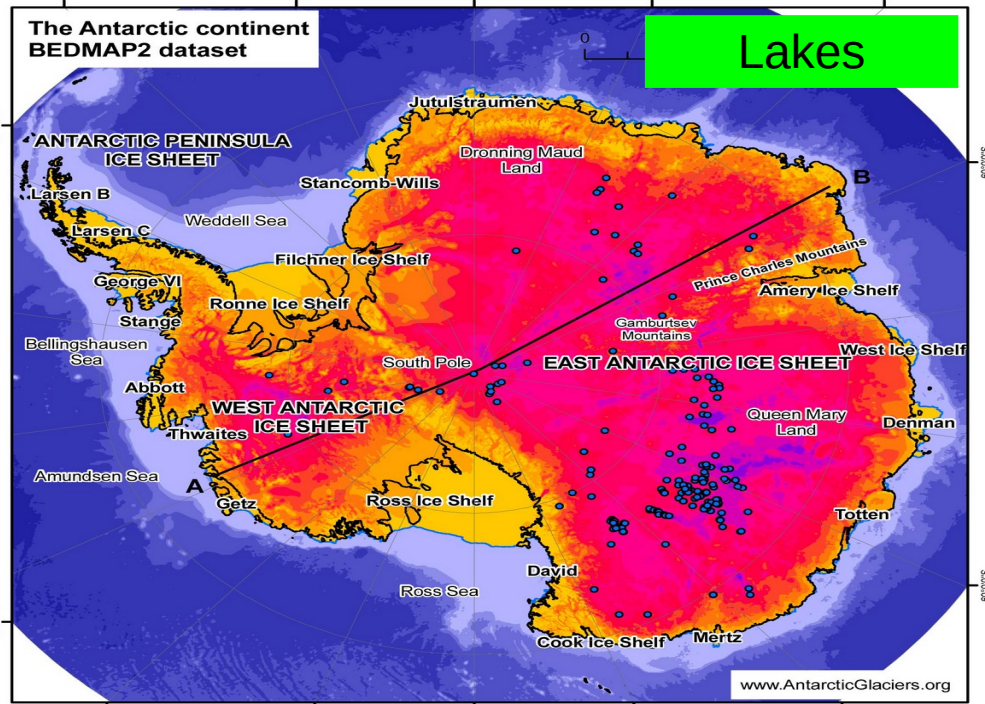 The Antarctic continent
BEDMAP2 dataset
0
Lakes
Jutulstraumen
ANTARCTIC PENINSULA
ICE SHEET
Dronning Maud
Land
Stancomb-Wills
B
Larsen B
Weddell Sea
Larsen C
Prince Charles Mountains
Filchner Ice Shelf
George VI
Amery Ice Shelf
Ronne Ice Shelf
Stange
Gamburtsev
Mountains
Bellingshausen
Sea
South Pole
EAST ANTARCTIC ICE SHEET
West Ice Shelf
Abbott
WEST ANTARCTIC
ICE SHEET
Queen Mary
Land
Denman
Thwaites
Amundsen Sea
A
Getz
Ross Ice Shelf
Totten
David
Ross Sea
Cook Ice Shelf
Mertz
www.AntarcticGlaciers.org